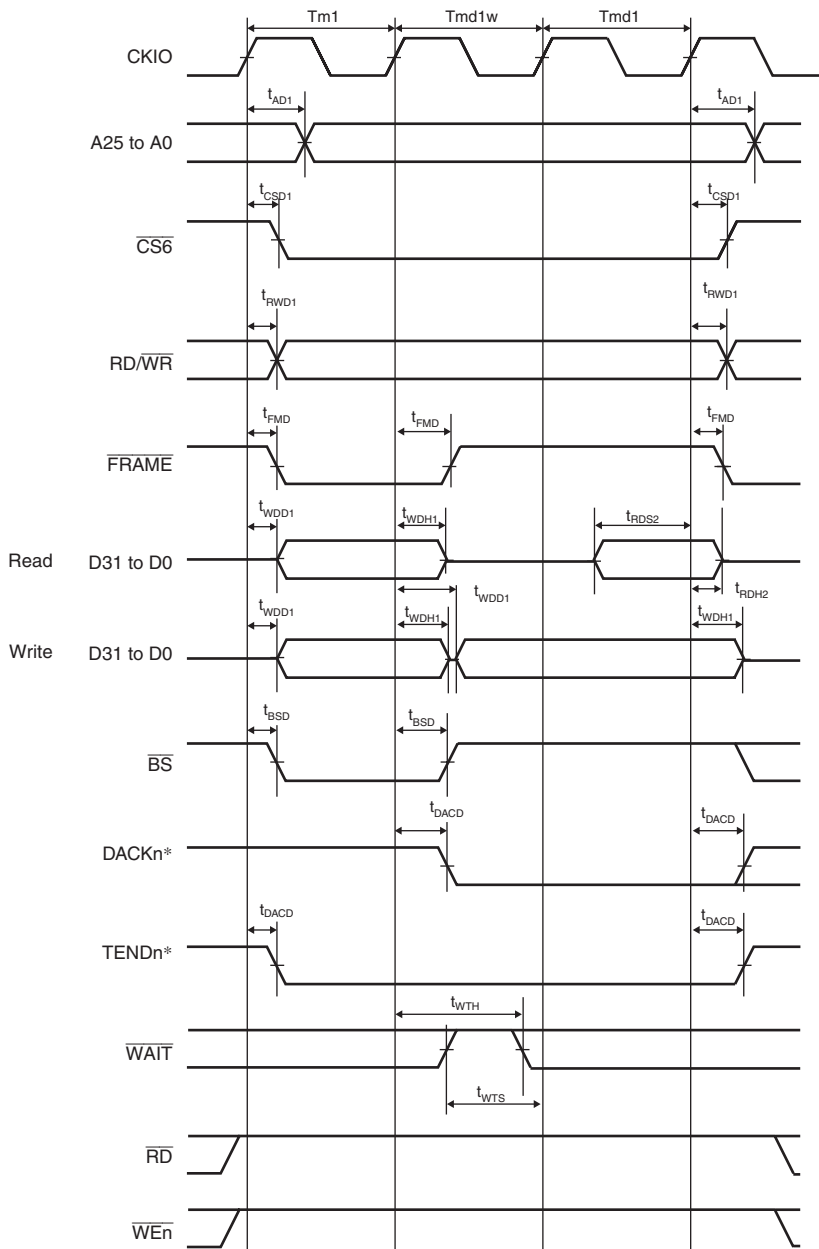 Tm1 Tmd1w Tmd1
CKIO
tAD1 tAD1
A25 to A0
tCSD1 tCSD1
CS6
tRWD1 tRWD1
RD/WR
tFMD tFMD tFMD
FRAME
tWDD1 tWDH1 tRDS2
Read D31 to D0
tWDD1 tRDH2
tWDD1 tWDH1 tWDH1
Write D31 to D0
tBSD tBSD
BS
tDACD tDACD
DACKn*
tDACD tDACD
TENDn*
tWTH
WAIT
tWTS
RD
WEn